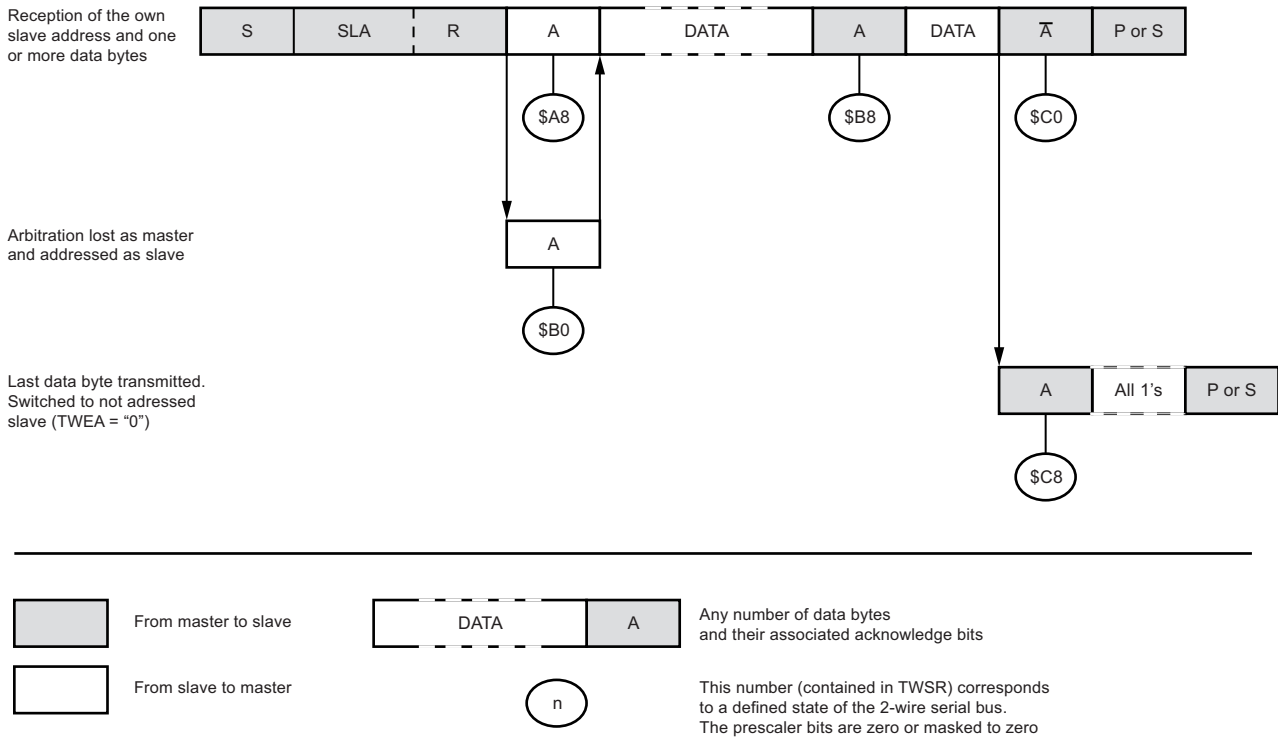 Reception of the own
slave address and one
or more data bytes
S SLA R A DATA A DATA A̅ P or S
$A8 $B8 $C0
Arbitration lost as master
and addressed as slave
A
$B0
Last data byte transmitted.
Switched to not adressed
slave (TWEA = “0”)
A All 1's P or S
$C8
From master to slave
DATA A
Any number of data bytes
and their associated acknowledge bits
From slave to master
n
This number (contained in TWSR) corresponds
to a defined state of the 2-wire serial bus.
The prescaler bits are zero or masked to zero